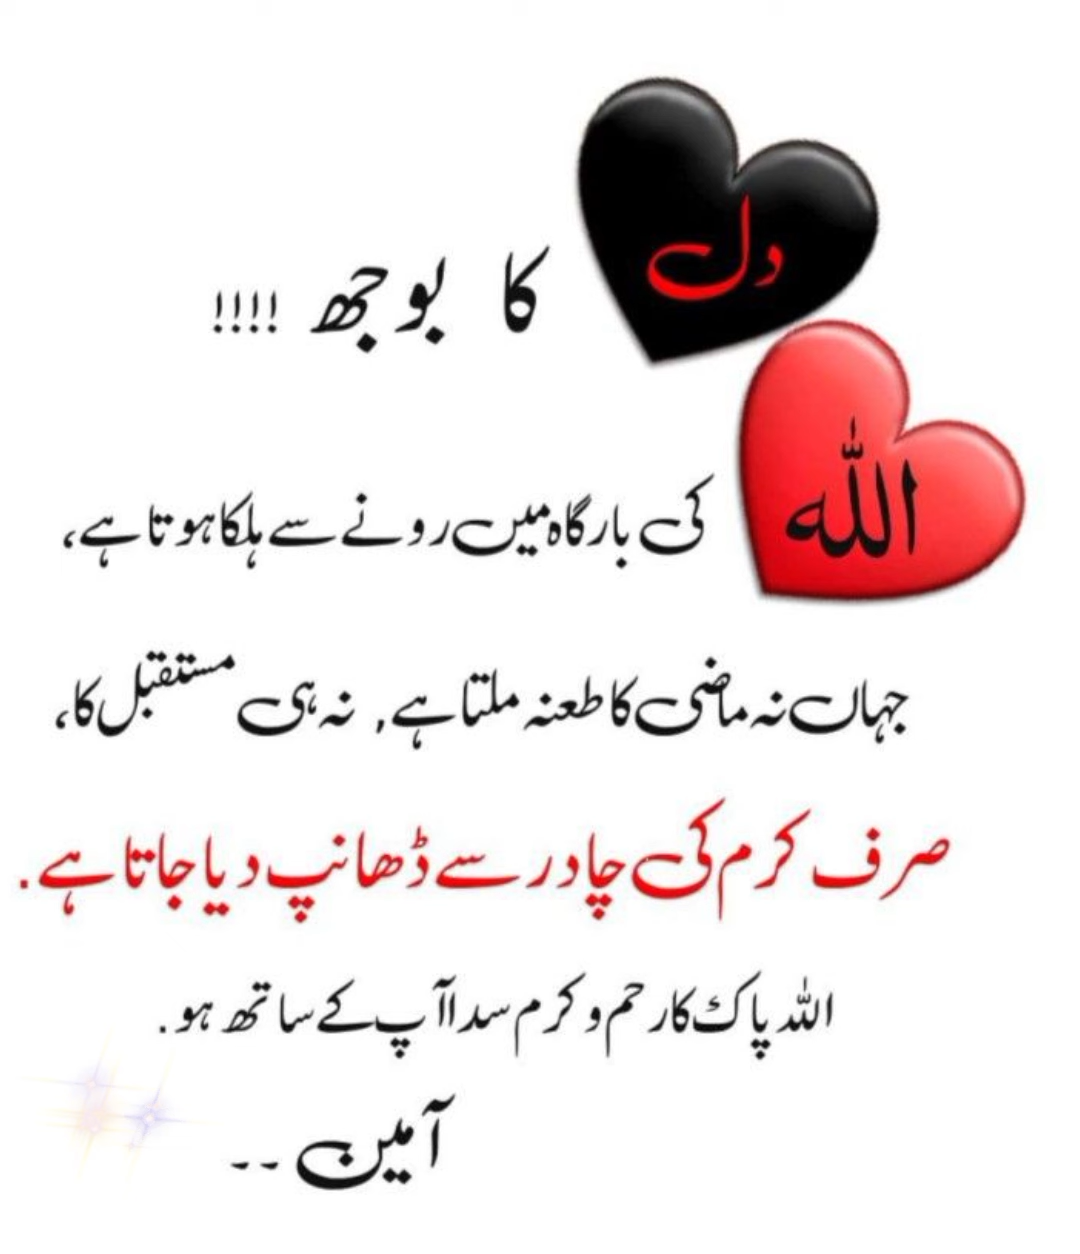 دل کا بوجھ !!!!
اللہ کی بارگاہ میں رونے سے ہلکا ہوتا ہے،
جہاں نہ ماضی کا طعنہ ملتا ہے, نہ ہی مستقبل کا،
صرف کرم کی چادر سے ڈھانپ دیا جاتا ہے.
اللہ پاک کا رحم و کرم سدا آپ کے ساتھ ہو.
آمین --